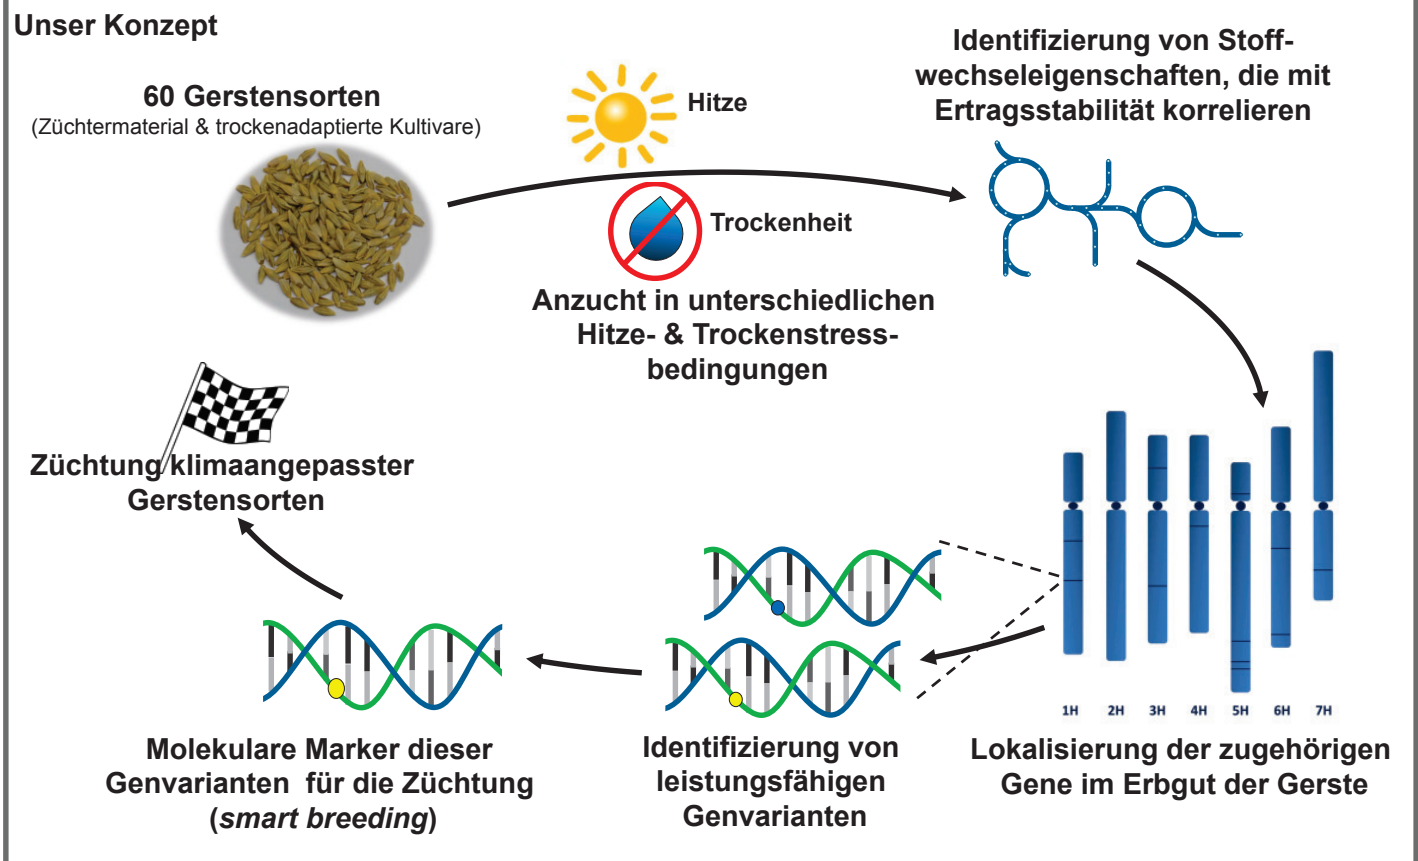 Unser Konzept
60 Gerstensorten
(Züchtermaterial & trockenadaptierte Kultivare)
Hitze
Trockenheit
Anzucht in unterschiedlichen
Hitze- & Trockenstress-
bedingungen
Identifizierung von Stoff-
wechseleigenschaften, die mit
Ertragsstabilität korrelieren
1H 2H 3H 4H 5H 6H 7H
Lokalisierung der zugehörigen
Gene im Erbgut der Gerste
Identifizierung von
leistungsfähigen
Genvarianten
Molekulare Marker dieser
Genvarianten für die Züchtung
(smart breeding)
Züchtung klimaangepasster
Gerstensorten